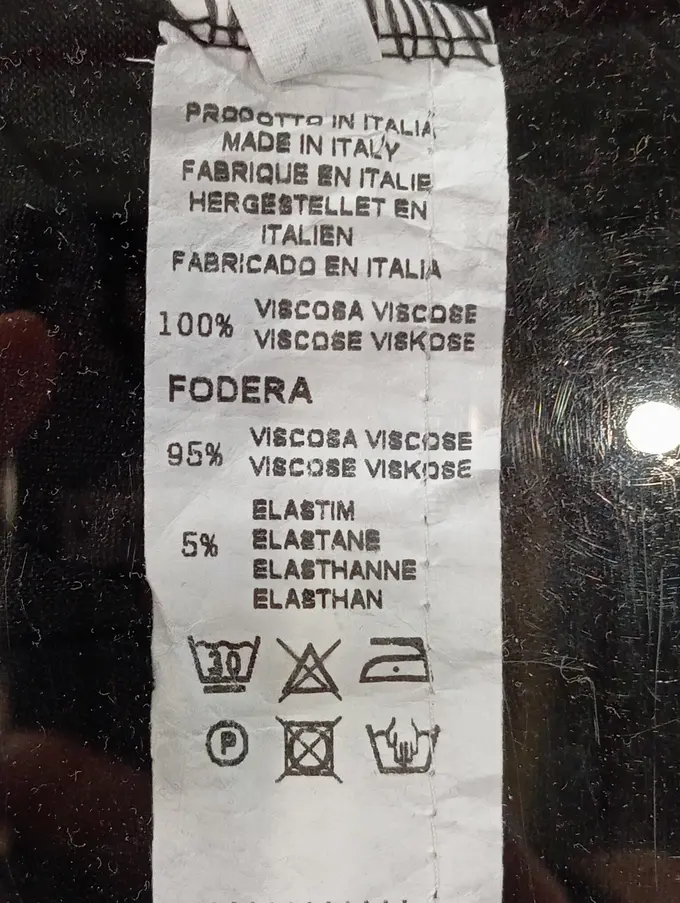 PRODOTTO IN ITALIA
MADE IN ITALY
FABRIQUE EN ITALIE
HERGESTELLET EN
ITALIEN
FABRICADO EN ITALIA
100% VISCOSA VISCOSE
VISCOSE VISKOSE
FODERA
95% VISCOSA VISCOSE
VISCOSE VISKOSE
ELASTIM
5% ELASTANE
ELASTHANNE
ELASTHAN
30
P